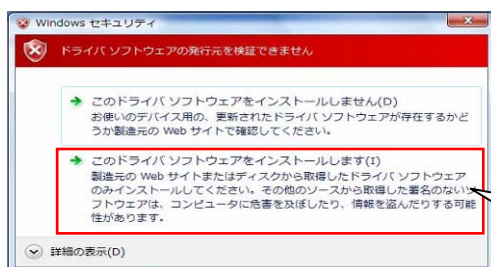 Windows セキュリティ
ドライバ ソフトウェアの発行元を検証できません
このドライバ ソフトウェアをインストールしません(D)
お使いのデバイス用の、更新されたドライバ ソフトウェアが存在するかど
うか製造元の Web サイトで確認してください。
このドライバ ソフトウェアをインストールします(I)
製造元の Web サイトまたはディスクから取得したドライバ ソフトウェア
のみインストールしてください。その他のソースから取得した署名のないソ
フトウェアは、コンピュータに危害を及ぼしたり、情報を盗んだりする可能
性があります。
詳細の表示(D)